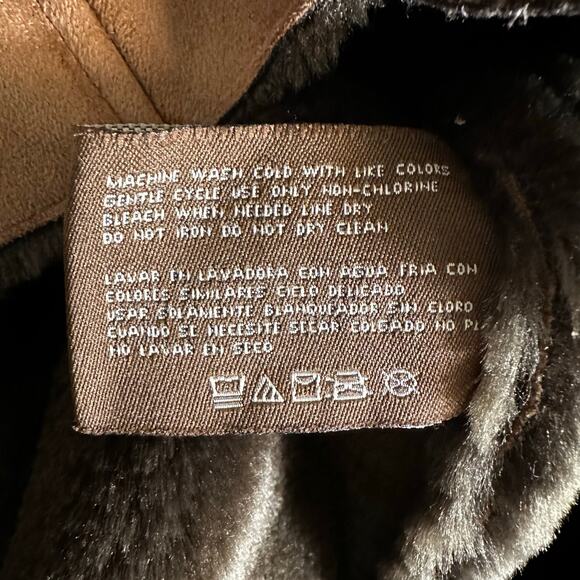 MACHINE WASH COLD WITH LIKE COLORS
GENTLE CYCLE USE ONLY NON-CHLORINE
BLEACH WHEN NEEDED LINE DRY
DO NOT IRON DO NOT DRY CLEAN
LAVAR EN LAVADORA CON AGUA FRIA CON
COLORES SIMILARES CICLO DELICADO
USAR SOLAMENTE BLANQUEADOR SIN CLORO
CUANDO SE NECESITE SECAR COLGADO NO
NO LAVAR EN SECO